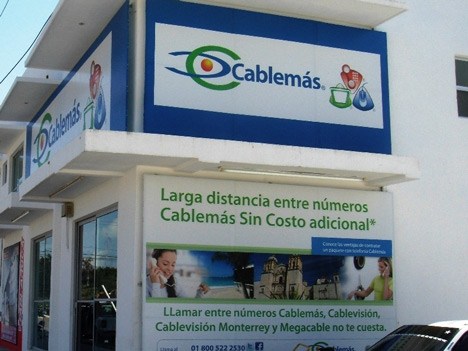 Cablemás
Cablemás
Larga distancia entre números
Cablemás Sin Costo adicional*
LLamar entre números Cablemás, Cablevisión,
Cablevisión Monterrey y Megacable no te cuesta.
01 800 522 2530
cablemás